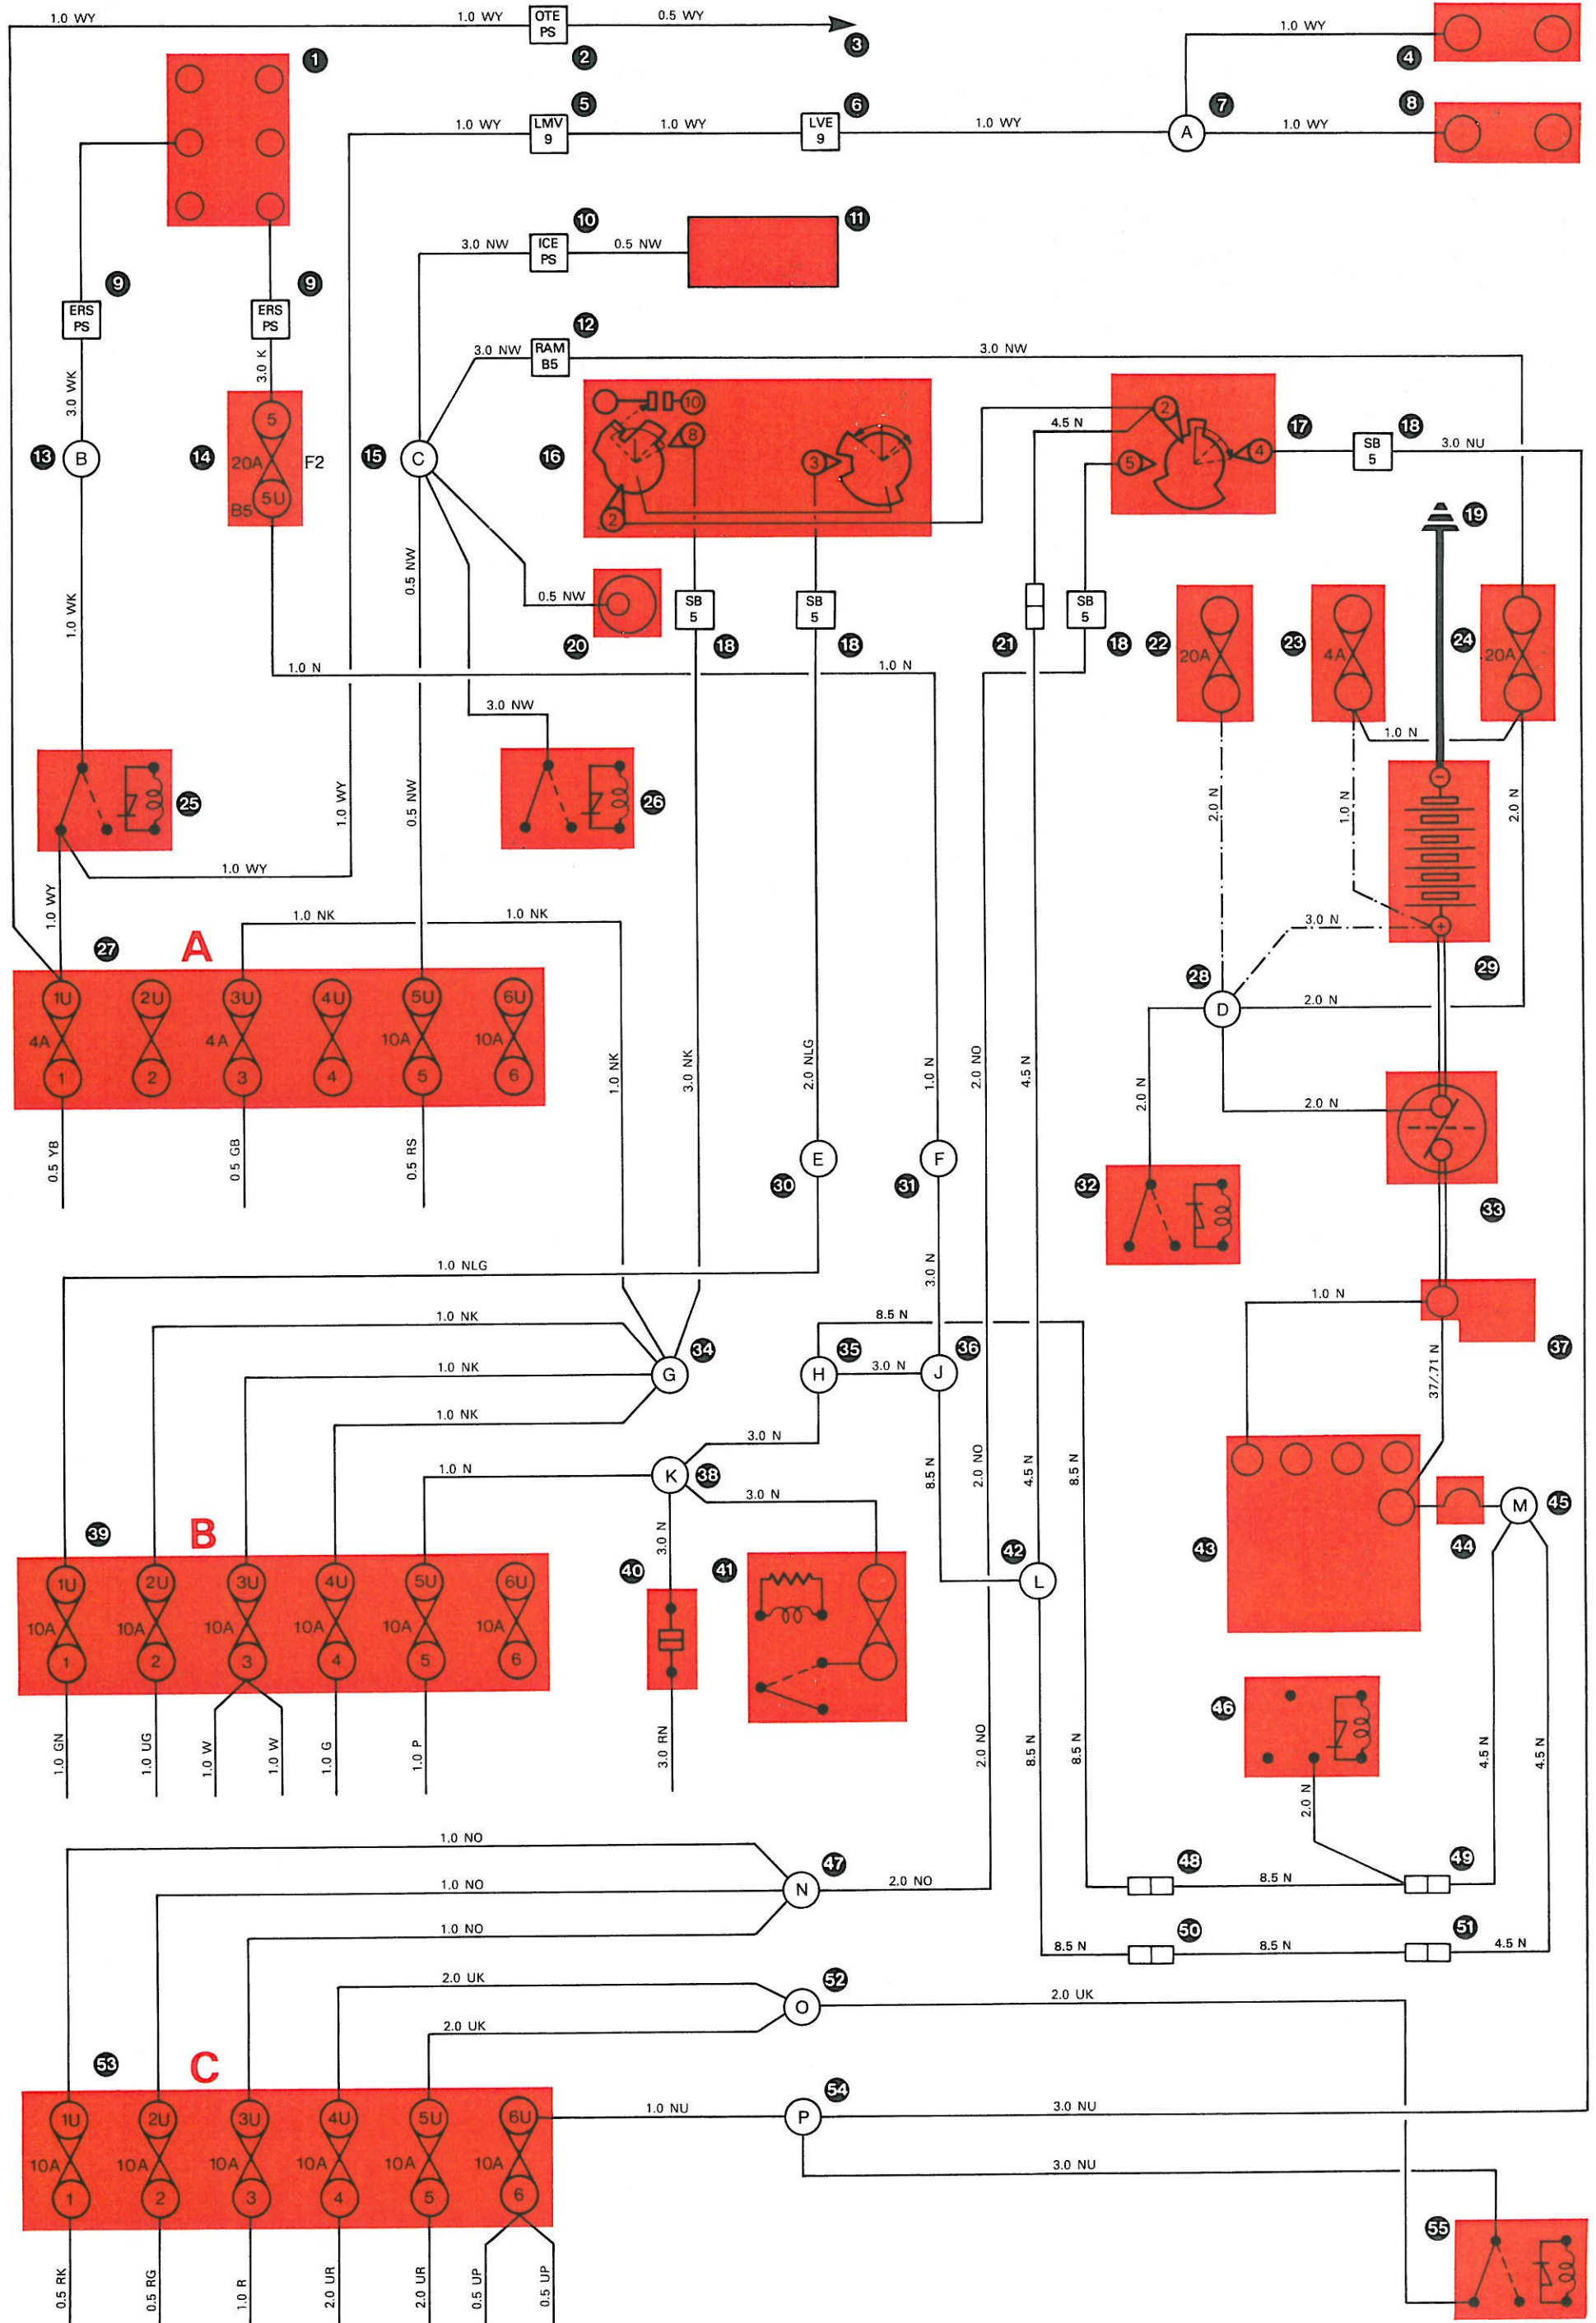 1.0 WY
1.0 WY
OTE
PS
0.5 WY
1.0 WY
1
2
3
4
5
6
7
8
1.0 WY
LMV
9
1.0 WY
LVE
9
1.0 WY
A
1.0 WY
10
11
3.0 NW
ICE
PS
0.5 NW
9
9
ERS
PS
ERS
PS
12
3.0 NW
RAM
B5
3.0 NW
3.0 WK
3.0 K
5
20A
5U
B5
F2
13
B
14
15
C
16
10
8
3
2
4.5 N
2
5
4
17
18
SB
5
3.0 NU
19
1.0 WK
0.5 NW
0.5 NW
20
SB
5
18
SB
5
18
21
SB
5
18
22
20A
23
4A
24
20A
1.0 N
1.0 N
3.0 NW
1.0 N
25
26
1.0 WY
0.5 NW
2.0 N
1.0 N
2.0 N
1.0 WY
1.0 WY
1.0 NK
1.0 NK
3.0 N
27
A
28
29
D
2.0 N
1U
2U
3U
4U
5U
6U
4A
4A
10A
10A
1
2
3
4
5
6
1.0 NK
3.0 NK
2.0 NLG
1.0 N
2.0 NO
4.5 N
2.0 N
2.0 N
0.5 YB
0.5 GB
0.5 RS
E
30
F
31
32
33
1.0 NLG
3.0 N
1.0 N
1.0 NK
8.5 N
34
35
36
37
G
1.0 NK
H
3.0 N
J
37/.71 N
1.0 NK
3.0 N
1.0 N
K
38
3.0 N
8.5 N
2.0 NO
4.5 N
8.5 N
39
B
3.0 N
40
41
42
L
43
44
M
45
1U
2U
3U
4U
5U
6U
10A
10A
10A
10A
10A
10A
1
2
3
4
5
6
46
1.0 GN
1.0 UG
1.0 W
1.0 W
1.0 G
1.0 P
3.0 RN
2.0 NO
8.5 N
8.5 N
2.0 N
4.5 N
4.5 N
1.0 NO
47
48
49
1.0 NO
N
2.0 NO
8.5 N
1.0 NO
50
51
8.5 N
8.5 N
4.5 N
2.0 UK
52
O
2.0 UK
2.0 UK
53
C
54
1U
2U
3U
4U
5U
6U
1.0 NU
P
3.0 NU
10A
10A
10A
10A
10A
10A
3.0 NU
1
2
3
4
5
6
55
0.5 RK
0.5 RG
1.0 R
2.0 UR
2.0 UR
0.5 UP
0.5 UP